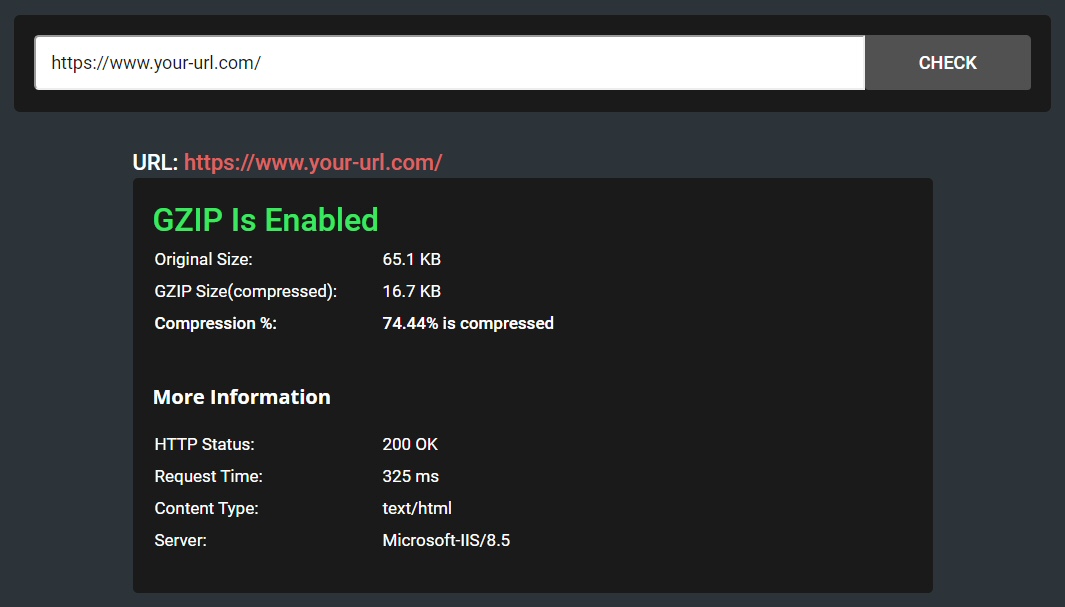 https://www.your-url.com/ CHECK
URL: https://www.your-url.com/
GZIP Is Enabled
Original Size: 65.1 KB
GZIP Size(compressed): 16.7 KB
Compression %: 74.44% is compressed
More Information
HTTP Status: 200 OK
Request Time: 325 ms
Content Type: text/html
Server: Microsoft-IIS/8.5